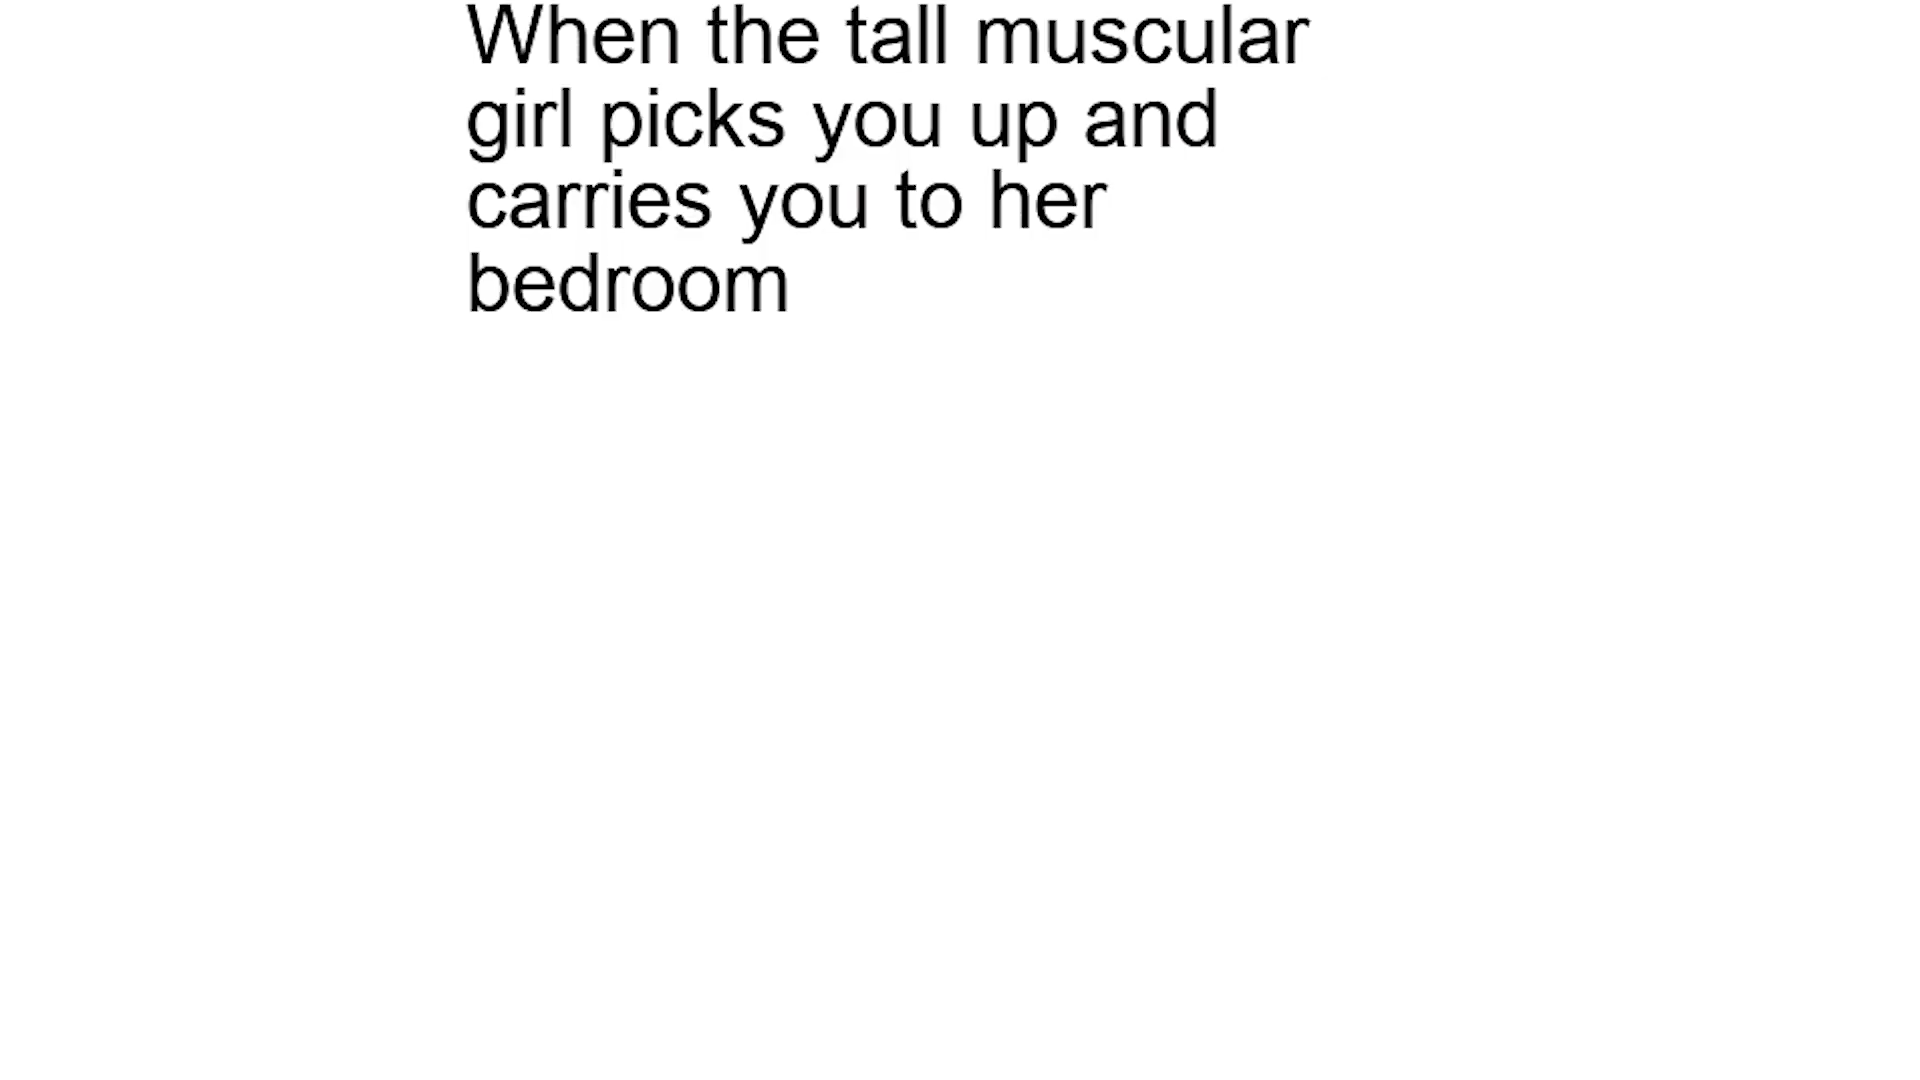 When the tall muscular
girl picks you up and
carries you to her
bedroom